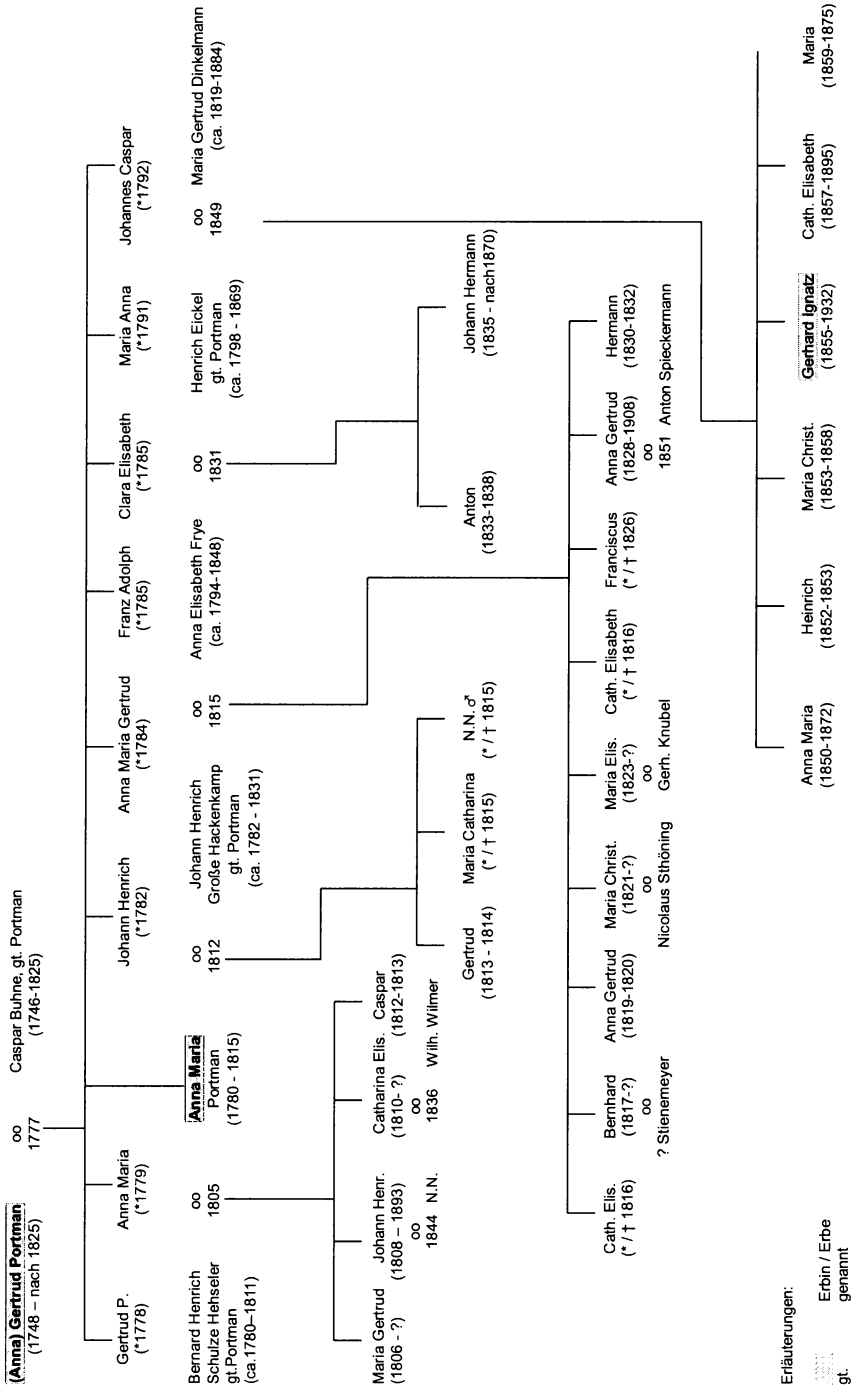 (Anna) Gertrud Portman
(1748 – nach 1825)
oo
1777
Caspar Buhne, gt. Portman
(1746-1825)
Gertrud P.
(*1778)
Anna Maria
(*1779)
Anna Maria
Portman
(1780 - 1815)
Johann Henrich
(*1782)
Anna Maria Gertrud
(*1784)
Franz Adolph
(*1785)
Clara Elisabeth
(*1785)
Maria Anna
(*1791)
Johannes Caspar
(*1792)
Bernard Henrich
Schulze Hehseler
gt.Portman
(ca.1780–1811)
oo
1805
oo
1812
Johann Henrich
Große Hackenkamp
gt. Portman
(ca. 1782 - 1831)
oo
1815
Anna Elisabeth Frye
(ca. 1794-1848)
oo
1831
Henrich Eickel
gt. Portman
(ca. 1798 - 1869)
oo
1849
Maria Gertrud Dinkelmann
(ca. 1819-1884)
Maria Gertrud
(1806 - ?)
Johann Henr.
(1808 – 1893)
oo
1844 N.N.
Catharina Elis.
(1810- ?)
oo
1836 Wilh. Wilmer
Caspar
(1812-1813)
Gertrud
(1813 - 1814)
Maria Catharina
(* / † 1815)
N.N.♂
(* / † 1815)
Anton
(1833-1838)
Johann Hermann
(1835 - nach1870)
Cath. Elis.
(* / † 1816)
Bernhard
(1817-?)
oo
? Stienemeyer
Anna Gertrud
(1819-1820)
Maria Christ.
(1821-?)
oo
Nicolaus Sthöning
Maria Elis.
(1823-?)
oo
Gerh. Knubel
Cath. Elisabeth
(* / † 1816)
Franciscus
(* / † 1826)
Anna Gertrud
(1828-1908)
oo
1851 Anton Spieckermann
Hermann
(1830-1832)
Anna Maria
(1850-1872)
Heinrich
(1852-1853)
Maria Christ.
(1853-1858)
Gerhard Ignatz
(1855-1932)
Cath. Elisabeth
(1857-1895)
Maria
(1859-1875)
Erläuterungen:
Erbin / Erbe
gt. genannt